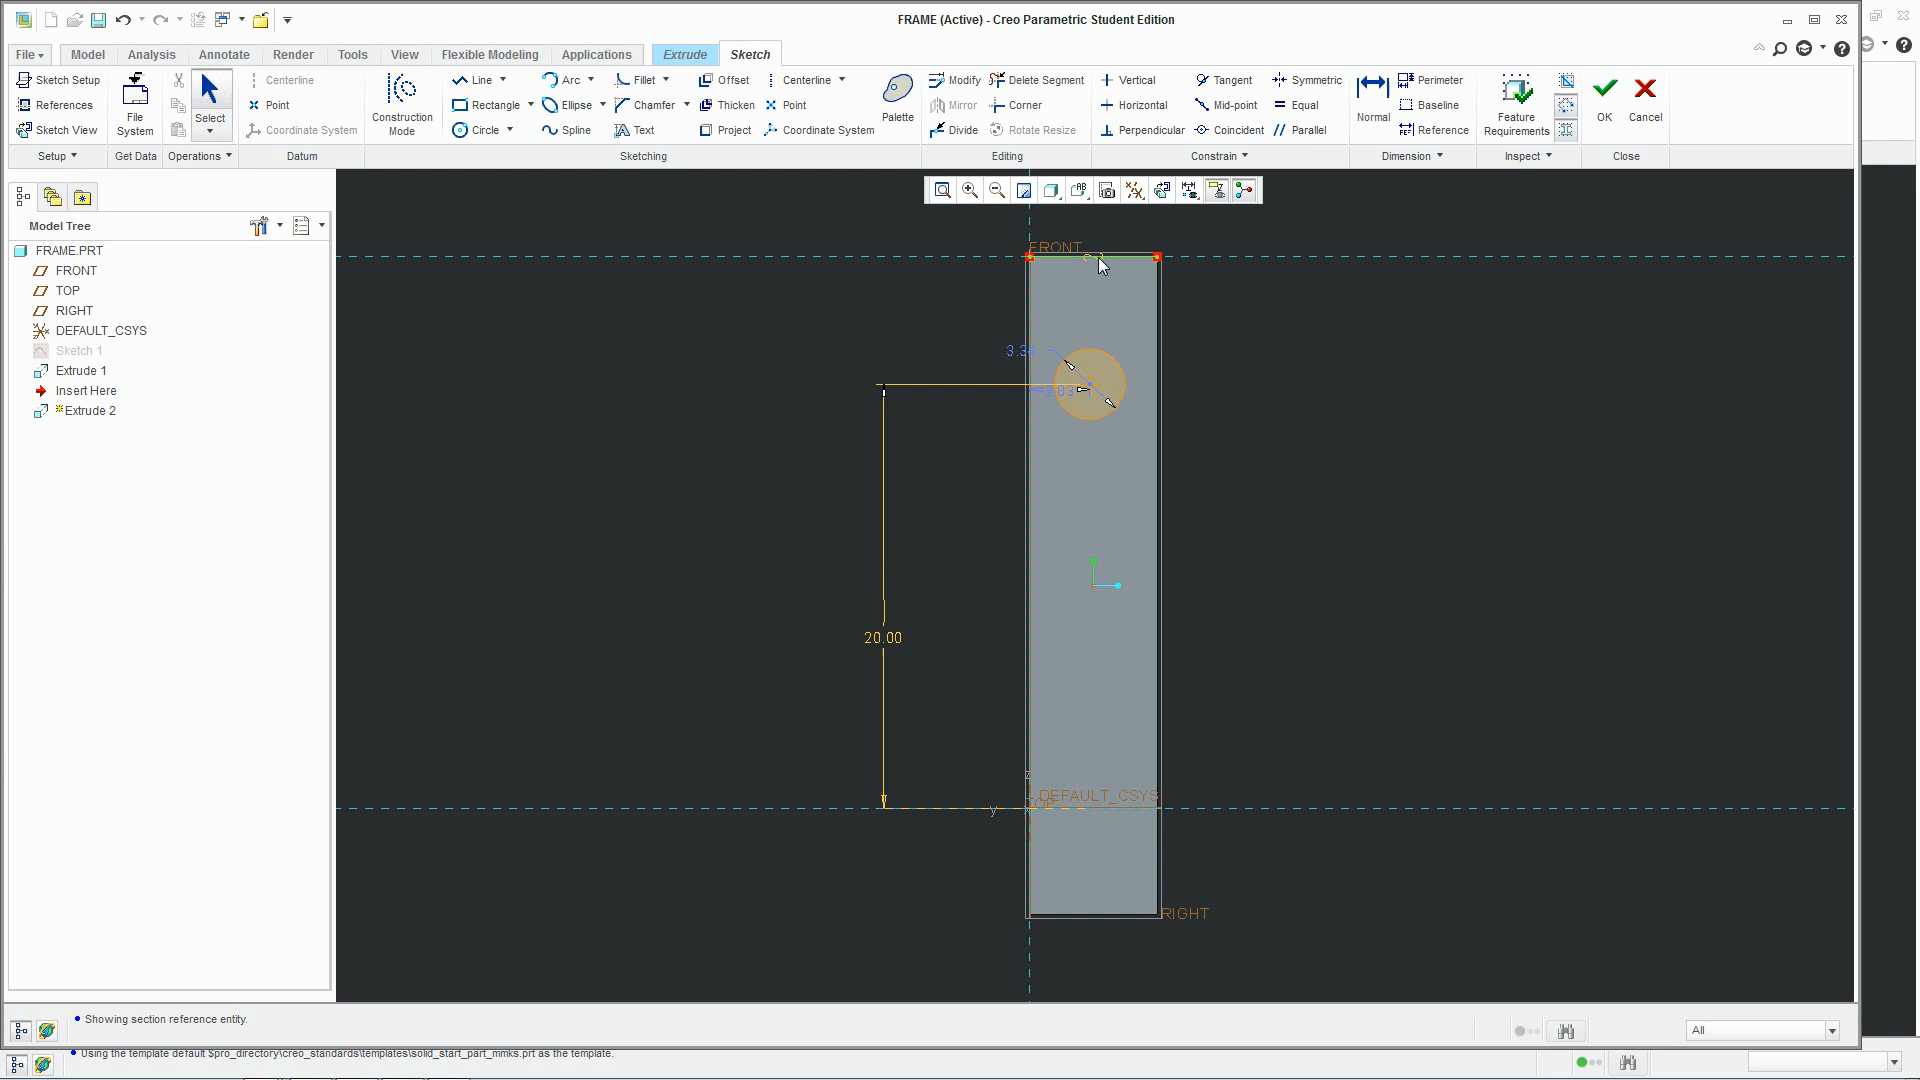 FRAME (Active) - Creo Parametric Student Edition
File Model Analysis Annotate Render Tools View Flexible Modeling Applications Extrude Sketch
Sketch Setup Centerline Line Arc Fillet Offset Centerline Modify Delete Segment Vertical Tangent Symmetric Perimeter
References File System Select Point Construction Mode Rectangle Ellipse Chamfer Thicken Point Palette Mirror Corner Horizontal Mid-point Equal Normal Baseline Feature Requirements OK Cancel
Sketch View Coordinate System Circle Spline Text Project Coordinate System Divide Rotate Resize Perpendicular Coincident Parallel Reference
Setup Get Data Operations Datum Sketching Editing Constrain Dimension Inspect Close
Model Tree
FRAME.PRT
FRONT
TOP
RIGHT
DEFAULT_CSYS
Sketch 1
Extrude 1
Insert Here
Extrude 2
FRONT
20.00
DEFAULT_CSYS
y
RIGHT
Showing section reference entity.
All
Using the template default $pro_directory\creo_standards\templates\solid_start_part_mmks.prt as the template.